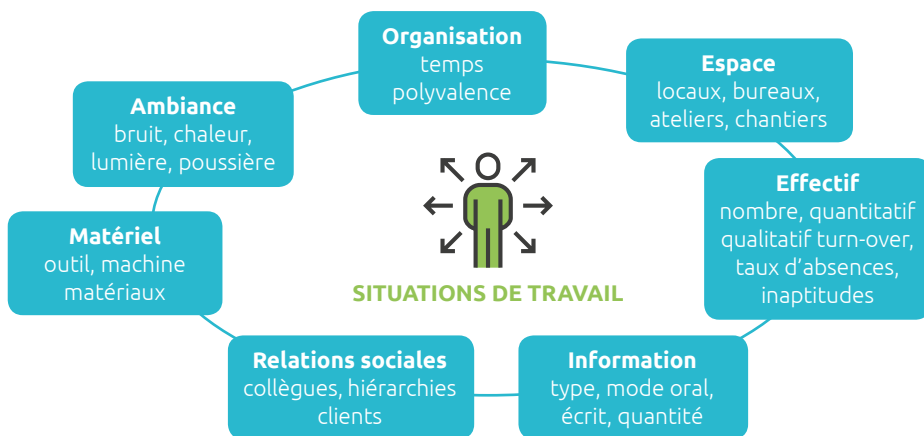 Organisation
temps
polyvalence
Espace
locaux, bureaux,
ateliers, chantiers
Ambiance
bruit, chaleur,
lumière, poussière
Effectif
nombre, quantitatif
qualitatif turn-over,
taux d’absences,
inaptitudes
Matériel
outil, machine
matériaux
SITUATIONS DE TRAVAIL
Relations sociales
collègues, hiérarchies
clients
Information
type, mode oral,
écrit, quantité